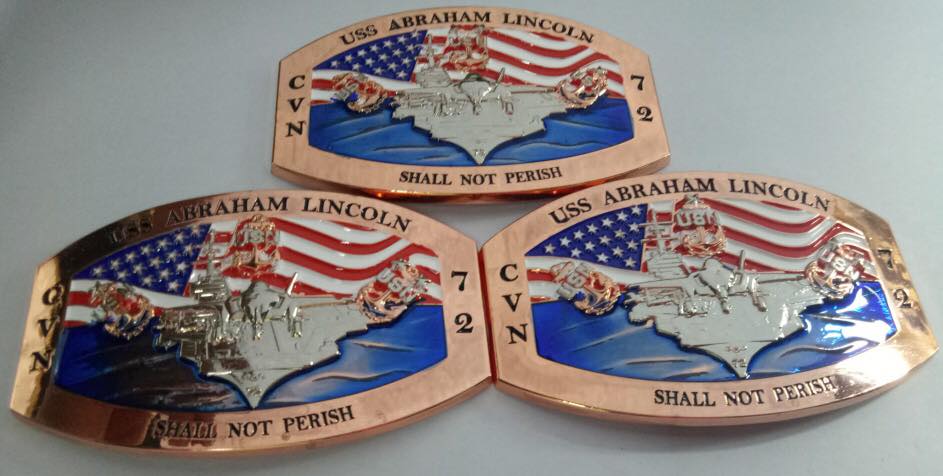 USS ABRAHAM LINCOLN
CVN
72
SHALL NOT PERISH
USS ABRAHAM LINCOLN
CVN
72
SHALL NOT PERISH
USS ABRAHAM LINCOLN
CVN
72
SHALL NOT PERISH